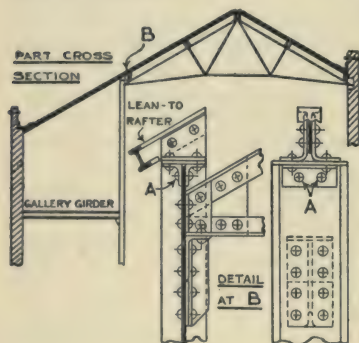 B
PART CROSS
SECTION
LEAN-TO
RAFTER
A
A
GALLERY GIRDER
DETAIL
AT B